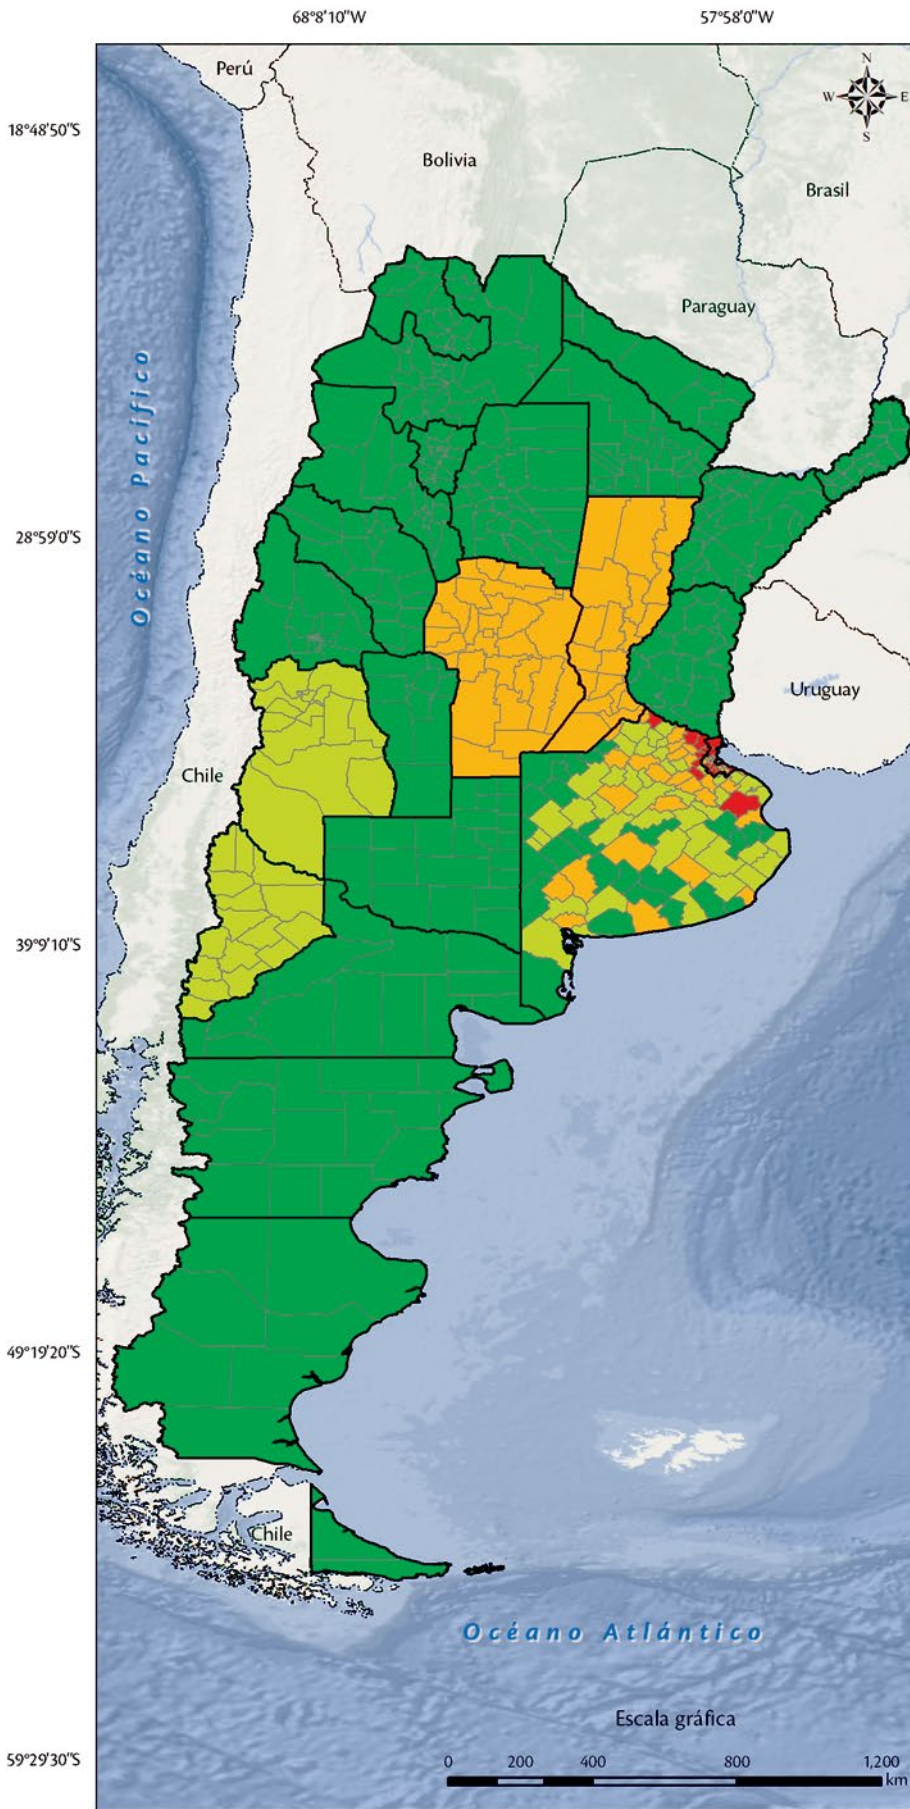 68°8'10"W
57°58'0"W
Perú
N
W
E
S
18°48'50"S
Bolivia
Brasil
Paraguay
Océano Pacífico
28°59'0"S
Uruguay
Chile
39°9'10"S
49°19'20"S
Chile
Océano Atlántico
Escala gráfica
59°29'30"S
0 200 400 800 1,200
km